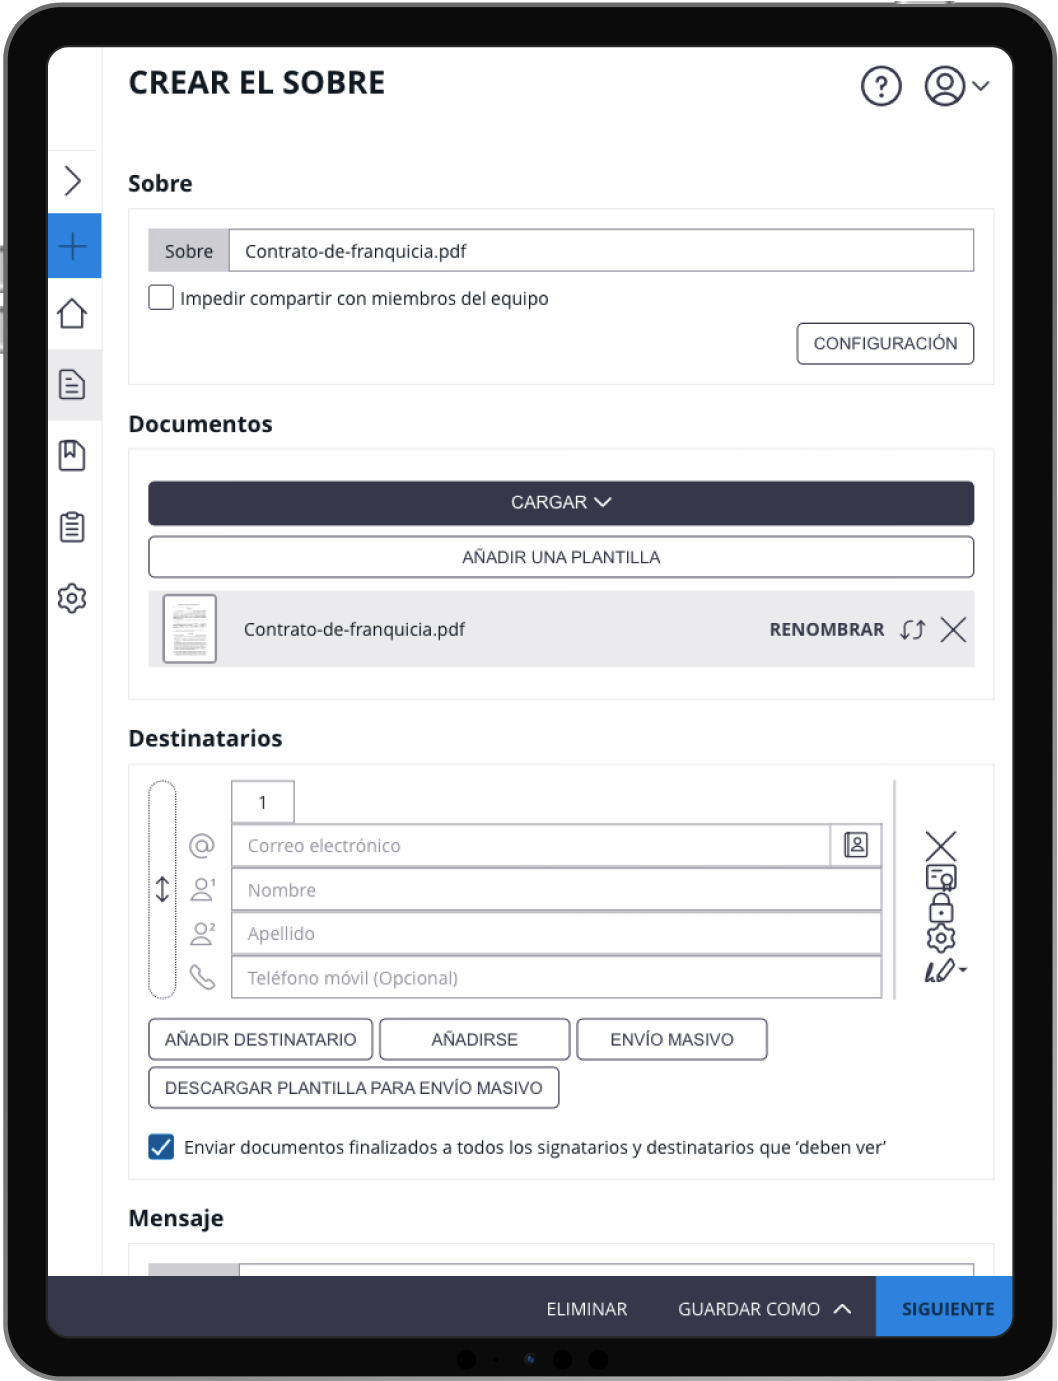 CREAR EL SOBRE
Sobre
Sobre Contrato-de-franquicia.pdf
Impedir compartir con miembros del equipo
CONFIGURACIÓN
Documentos
CARGAR
AÑADIR UNA PLANTILLA
Contrato-de-franquicia.pdf RENOMBRAR
Destinatarios
1
Correo electrónico
Nombre
Apellido
Teléfono móvil (Opcional)
AÑADIR DESTINATARIO AÑADIRSE ENVÍO MASIVO
DESCARGAR PLANTILLA PARA ENVÍO MASIVO
Enviar documentos finalizados a todos los signatarios y destinatarios que ‘deben ver’
Mensaje
ELIMINAR GUARDAR COMO SIGUIENTE